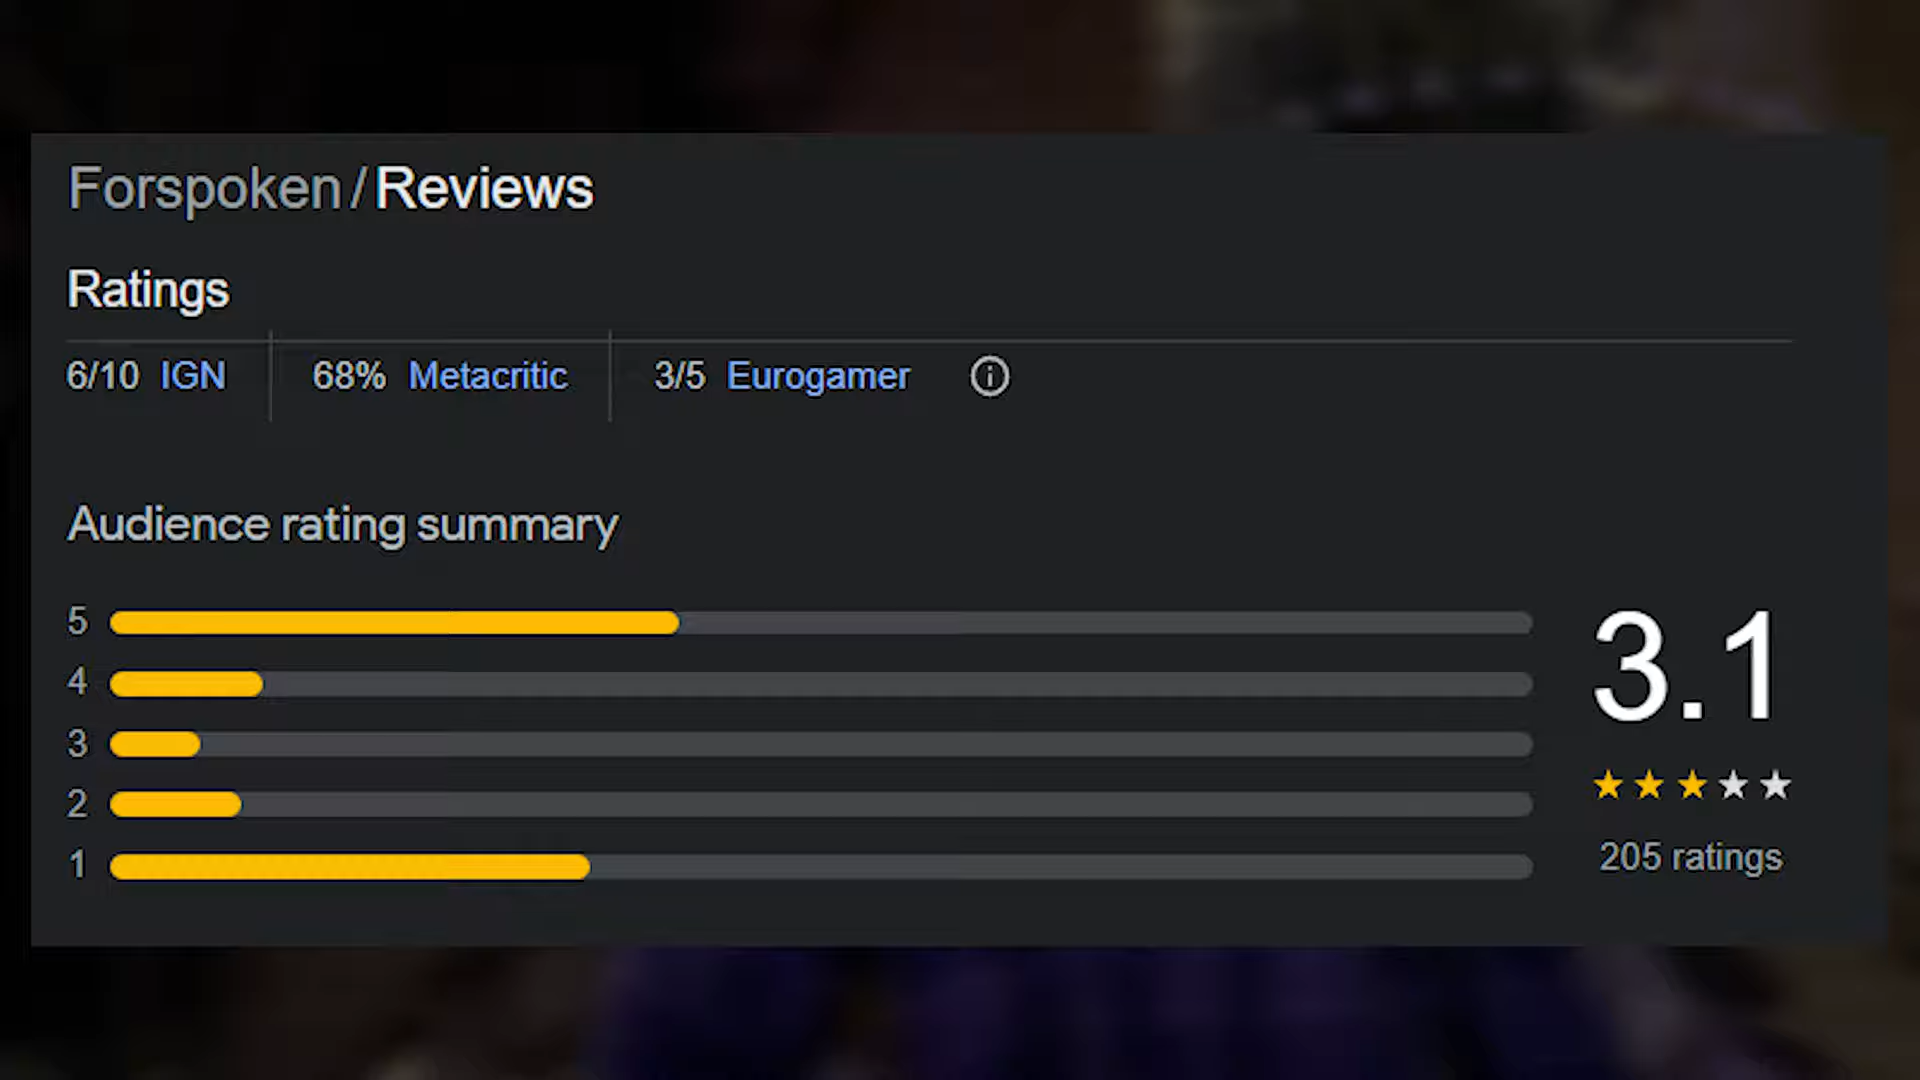 Forspoken / Reviews
Ratings
6/10 IGN 68% Metacritic 3/5 Eurogamer
Audience rating summary
5
4
3
2
1
3.1
205 ratings